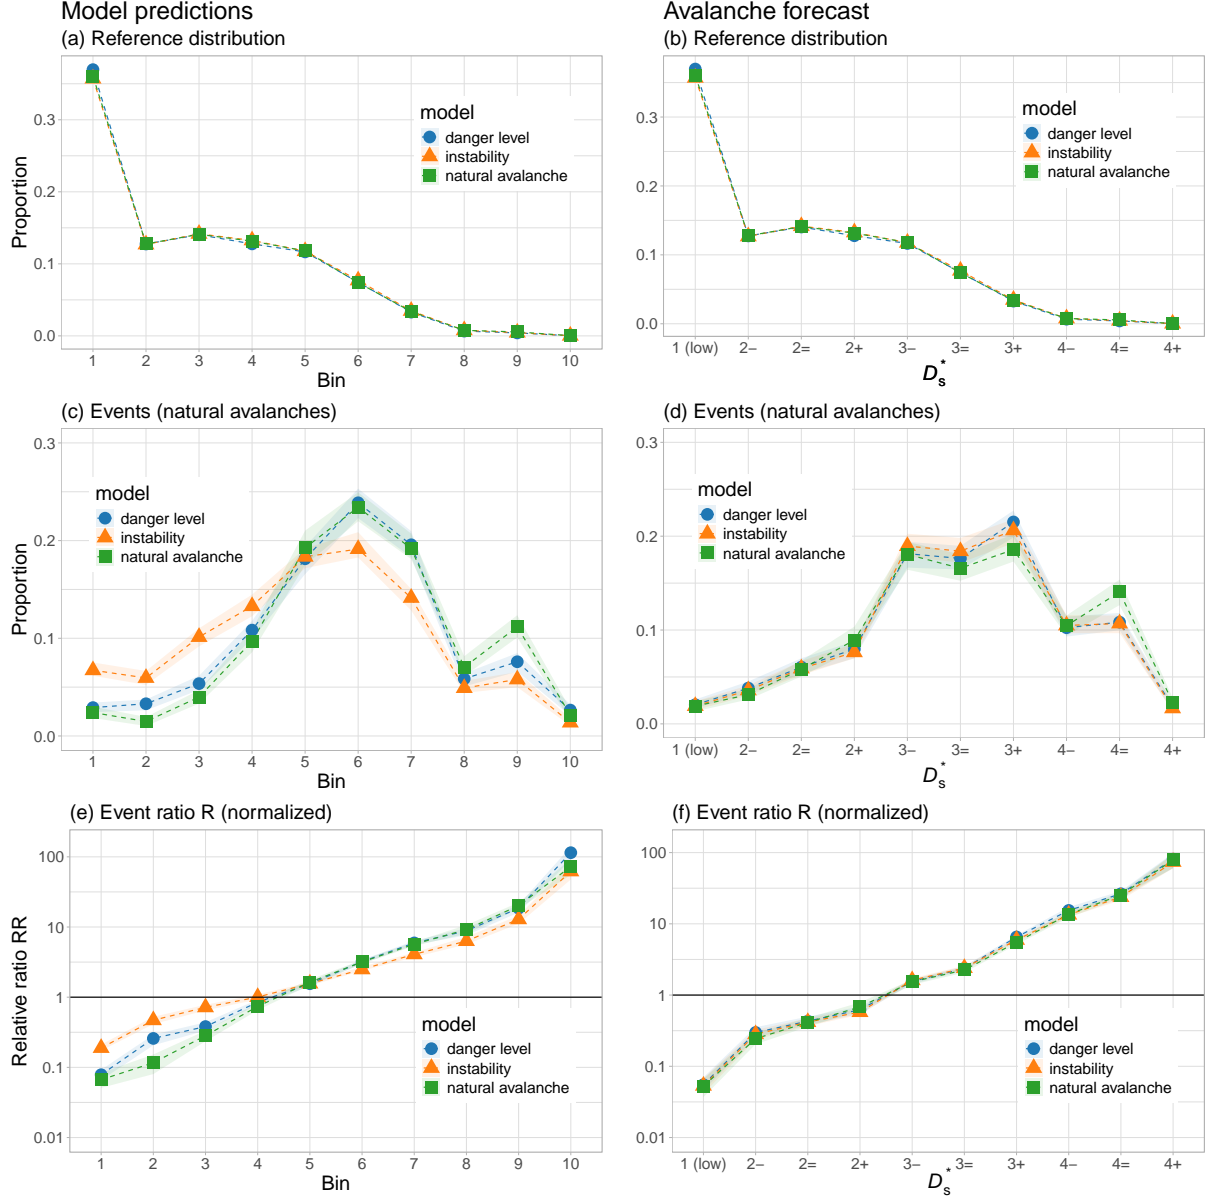 Model predictions
Avalanche forecast
(a) Reference distribution
(b) Reference distribution
Proportion
0.3
0.2
0.1
0.0
model
danger level
instability
natural avalanche
1 2 3 4 5 6 7 8 9 10
Bin
0.3
0.2
0.1
0.0
model
danger level
instability
natural avalanche
1 (low) 2− 2= 2+ 3− 3= 3+ 4− 4= 4+
D*s
(c) Events (natural avalanches)
(d) Events (natural avalanches)
Proportion
0.3
0.2
0.1
0.0
model
danger level
instability
natural avalanche
1 2 3 4 5 6 7 8 9 10
Bin
0.3
0.2
0.1
0.0
model
danger level
instability
natural avalanche
1 (low) 2− 2= 2+ 3− 3= 3+ 4− 4= 4+
D*s
(e) Event ratio R (normalized)
(f) Event ratio R (normalized)
Relative ratio RR
100
10
1
0.1
0.01
model
danger level
instability
natural avalanche
1 2 3 4 5 6 7 8 9 10
Bin
100
10
1
0.1
0.01
model
danger level
instability
natural avalanche
1 (low) 2− 2= 2+ 3− 3= 3+ 4− 4= 4+
D*s